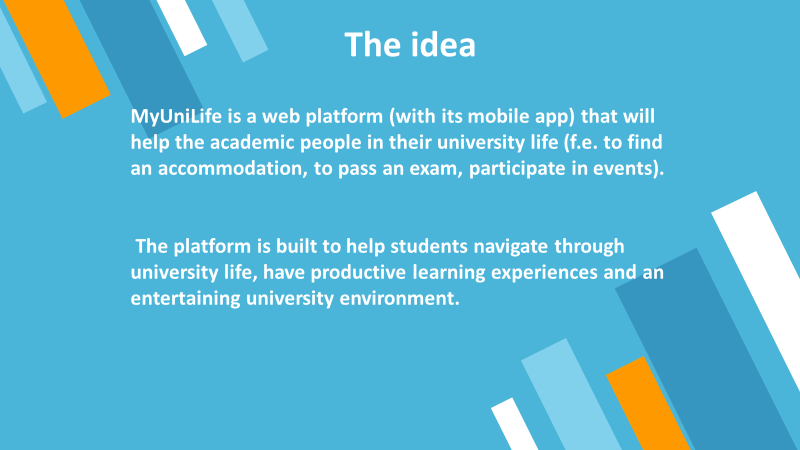 The idea
MyUniLife is a web platform (with its mobile app) that will
help the academic people in their university life (f.e. to find
an accommodation, to pass an exam, participate in events).
The platform is built to help students navigate through
university life, have productive learning experiences and an
entertaining university environment.